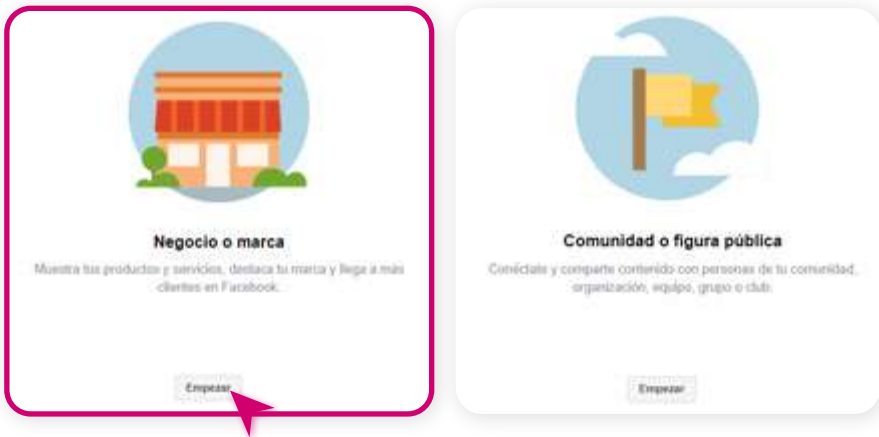 Negocio o marca
Muestra tus productos y servicios, destaca tu marca y llega a más
clientes en Facebook.
Empezar
Comunidad o figura pública
Conéctate y comparte contenido con personas de tu comunidad,
organización, equipo, grupo o club.
Empezar